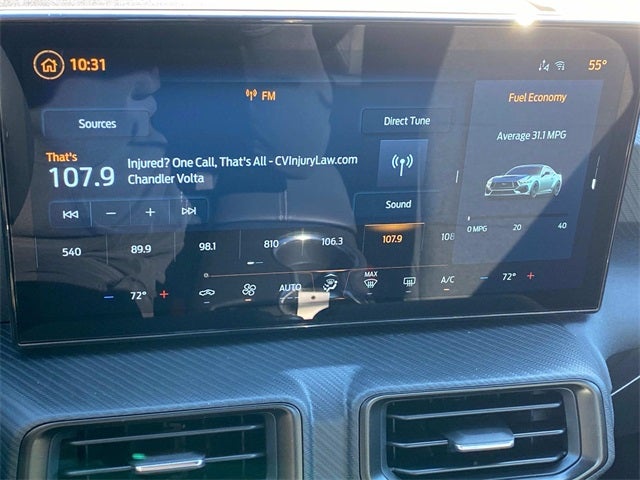 10:31
55°
FM
Sources
Direct Tune
Fuel Economy
Average 31.1 MPG
That's
107.9
Injured? One Call, That's All - CVInjuryLaw.com
Chandler Volta
Sound
0 MPG 20 40
540 89.9 98.1 810 106.3 107.9 108
- 72° + AUTO MAX A/C - 72° +